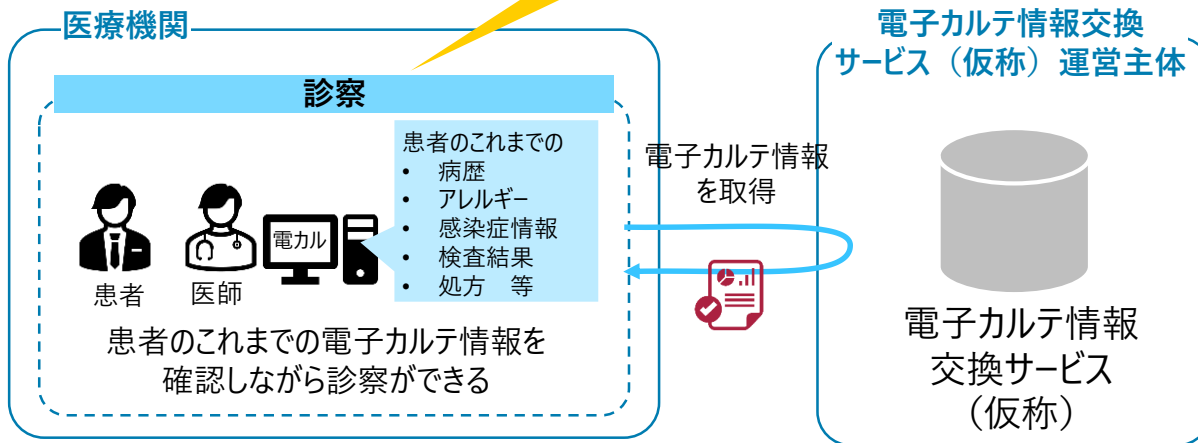 医療機関
診察
患者のこれまでの
• 病歴
• アレルギー
• 感染症情報
• 検査結果
• 処方　等
電カル
患者
医師
患者のこれまでの電子カルテ情報を
確認しながら診察ができる
電子カルテ情報
を取得
電子カルテ情報交換
サービス（仮称）運営主体
電子カルテ情報
交換サービス
（仮称）